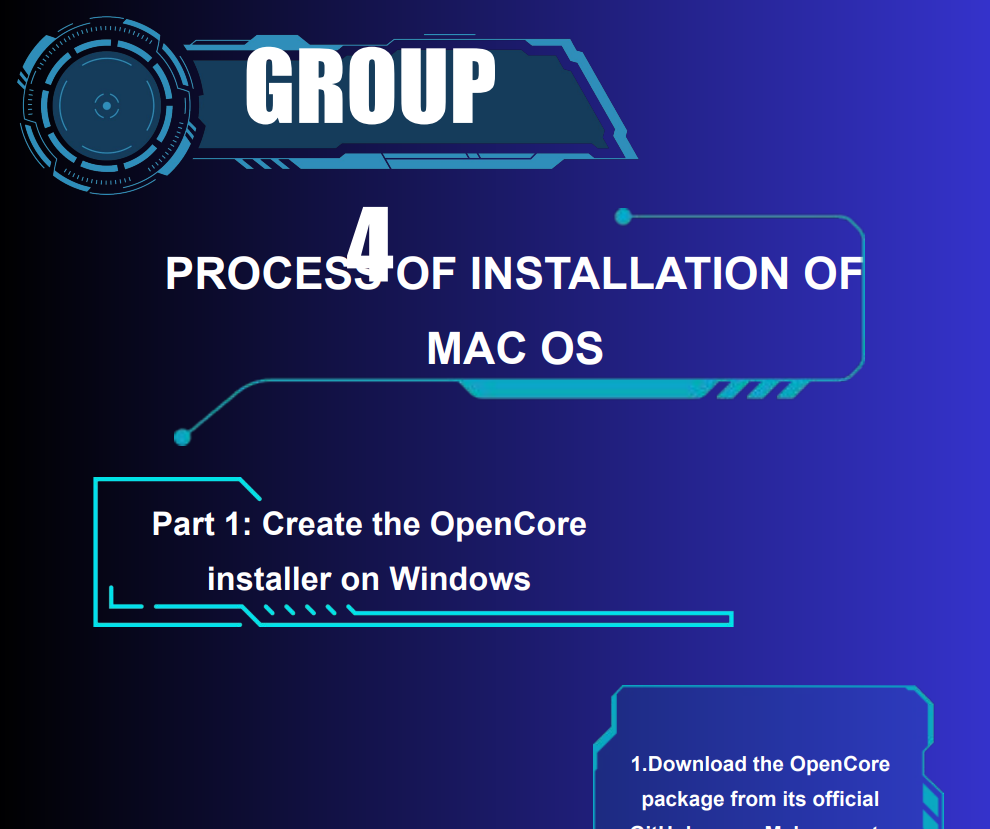 GROUP
4
PROCESS OF INSTALLATION OF
MAC OS
Part 1: Create the OpenCore
installer on Windows
1.Download the OpenCore
package from its official